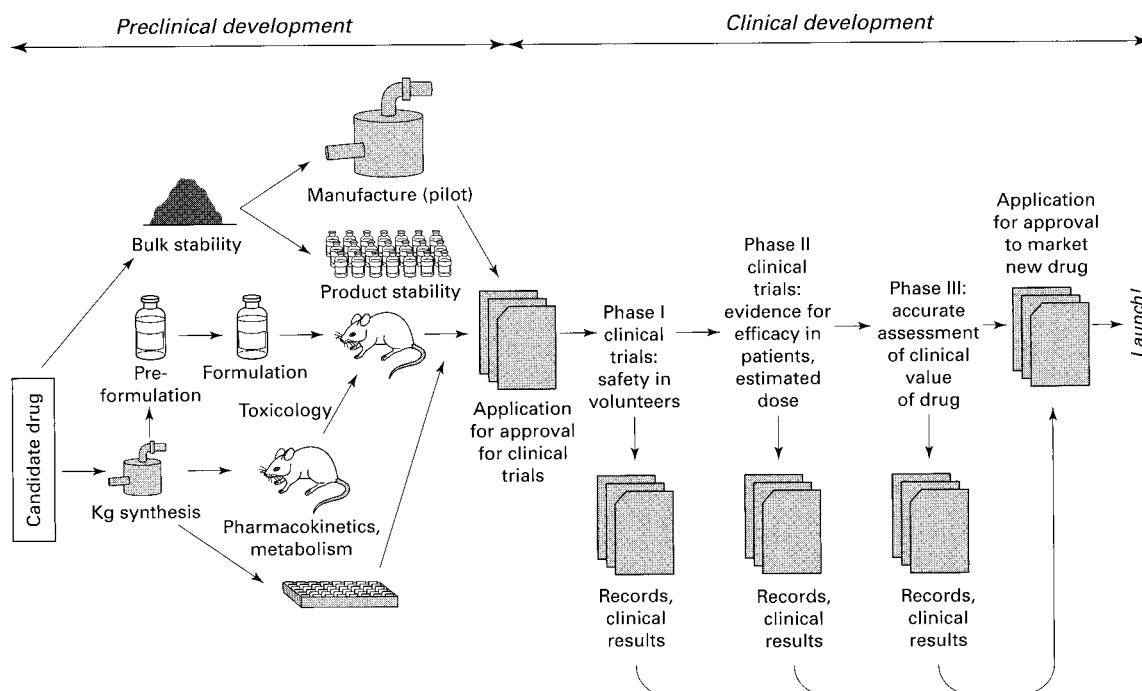 Preclinical development
Clinical development
Manufacture (pilot)
Bulk stability
Product stability
Pre-
formulation
Formulation
Toxicology
Candidate drug
Kg synthesis
Pharmacokinetics,
metabolism
Application
for approval
for clinical
trials
Phase I
clinical
trials:
safety in
volunteers
Phase II
clinical
trials:
evidence for
efficacy in
patients,
estimated
dose
Phase III:
accurate
assessment
of clinical
value
of drug
Application
for approval
to market
new drug
Launch!
Records,
clinical
results
Records,
clinical
results
Records,
clinical
results